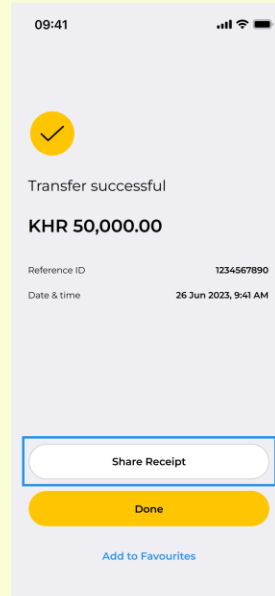 09:41
Transfer successful
KHR 50,000.00
Reference ID 1234567890
Date & time 26 Jun 2023, 9:41 AM
Share Receipt
Done
Add to Favourites